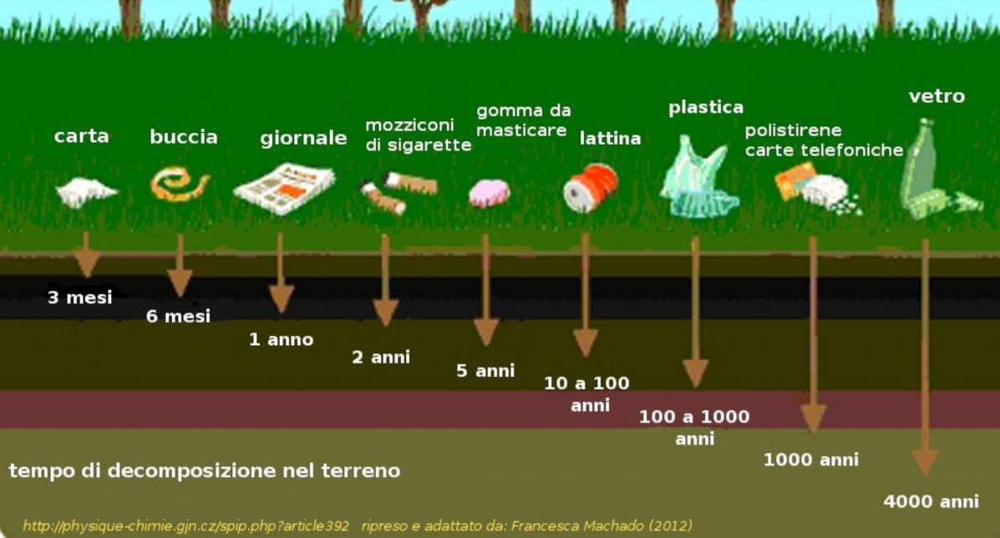 carta
buccia
giornale
mozziconi
di sigarette
gomma da
masticare
lattina
plastica
polistirene
carte telefoniche
vetro
3 mesi
6 mesi
1 anno
2 anni
5 anni
10 a 100
anni
100 a 1000
anni
1000 anni
4000 anni
tempo di decomposizione nel terreno
http://physique-chimie.gjn.cz/spip.php?article392 ripreso e adattato da: Francesca Machado (2012)